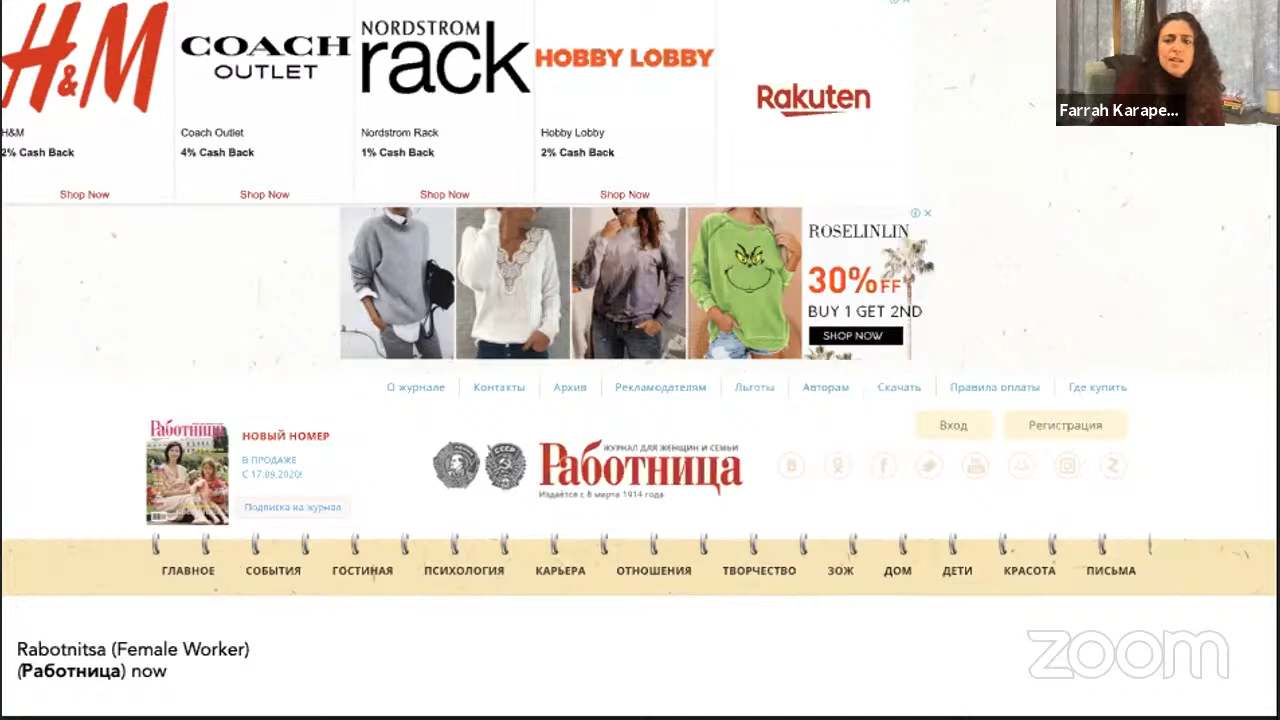 H&M
COACH
OUTLET
NORDSTROM
rack
HOBBY LOBBY
Rakuten
H&M
2% Cash Back
Shop Now
Coach Outlet
4% Cash Back
Shop Now
Nordstrom Rack
1% Cash Back
Shop Now
Hobby Lobby
2% Cash Back
Shop Now
Farrah Karape...
ROSELINLIN
30% OFF
BUY 1 GET 2ND
SHOP NOW
О журнале Контакты Архив Рекламодателям Льготы Авторам Скачать Правила оплаты Где купить
Вход Регистрация
Работница
НОВЫЙ НОМЕР
В ПРОДАЖЕ
С 17.09.2020!
Подписка на журнал
СССР
ЖУРНАЛ ДЛЯ ЖЕНЩИН И СЕМЬИ
Работница
Издаётся с 8 марта 1914 года
ГЛАВНОЕ СОБЫТИЯ ГОСТИНАЯ ПСИХОЛОГИЯ КАРЬЕРА ОТНОШЕНИЯ ТВОРЧЕСТВО ЗОЖ ДОМ ДЕТИ КРАСОТА ПИСЬМА
Rabotnitsa (Female Worker)
(Работница) now
zoom